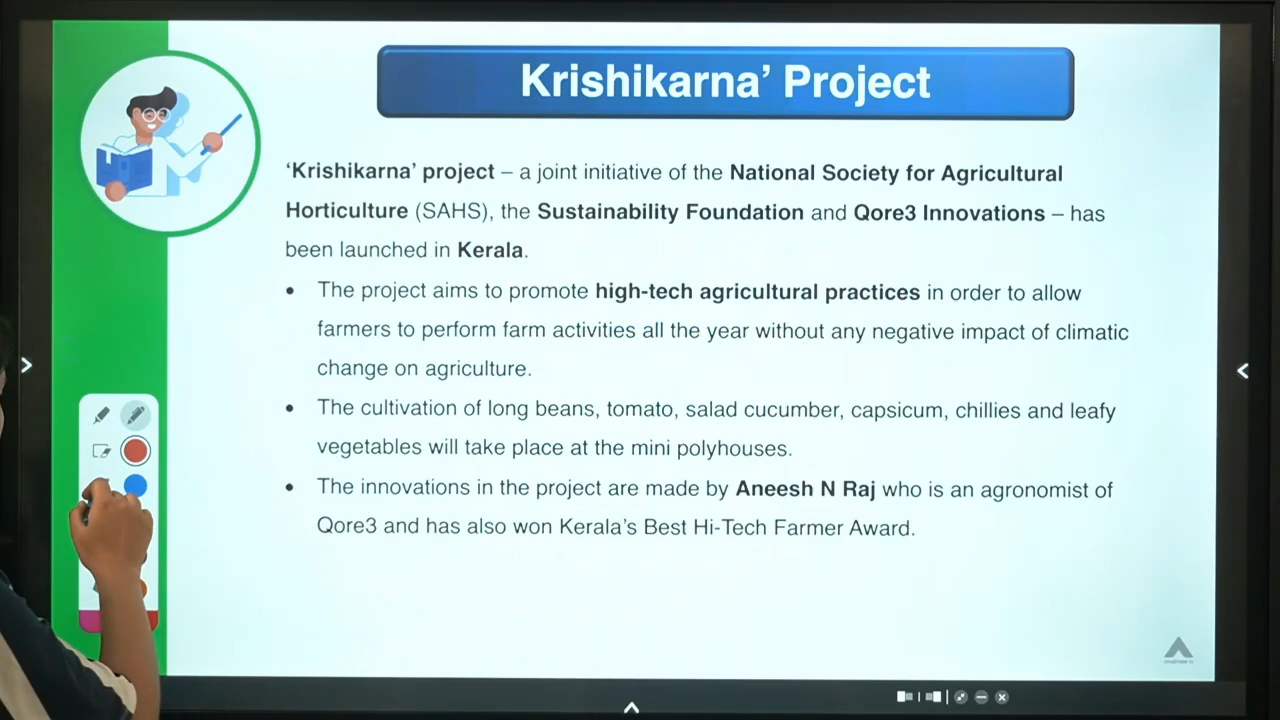 Krishikarna’ Project
‘Krishikarna’ project – a joint initiative of the National Society for Agricultural
Horticulture (SAHS), the Sustainability Foundation and Qore3 Innovations – has
been launched in Kerala.
• The project aims to promote high-tech agricultural practices in order to allow
farmers to perform farm activities all the year without any negative impact of climatic
change on agriculture.
• The cultivation of long beans, tomato, salad cucumber, capsicum, chillies and leafy
vegetables will take place at the mini polyhouses.
• The innovations in the project are made by Aneesh N Raj who is an agronomist of
Qore3 and has also won Kerala’s Best Hi-Tech Farmer Award.